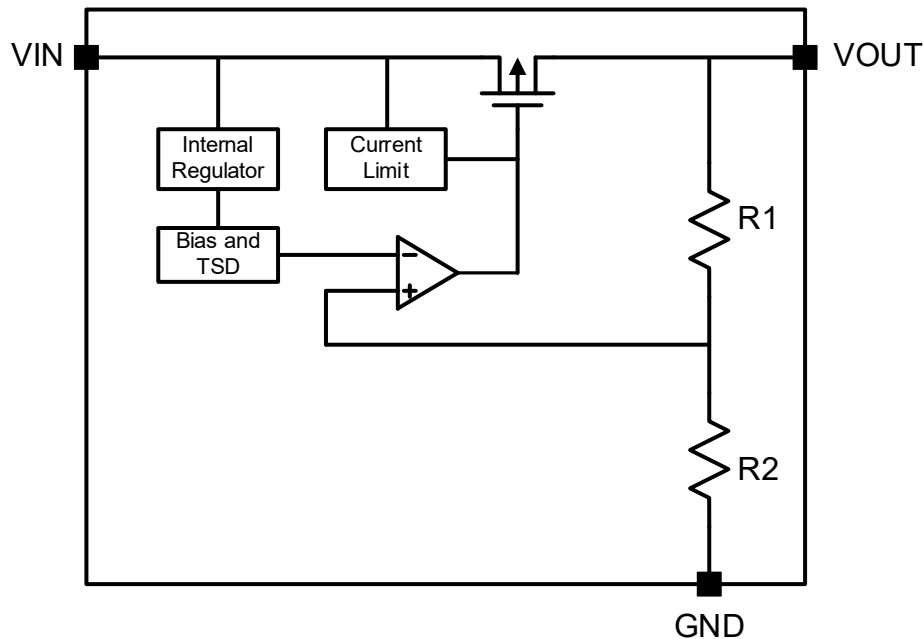 VIN
VOUT
Internal
Regulator
Current
Limit
R1
Bias and
TSD
−
+
R2
GND